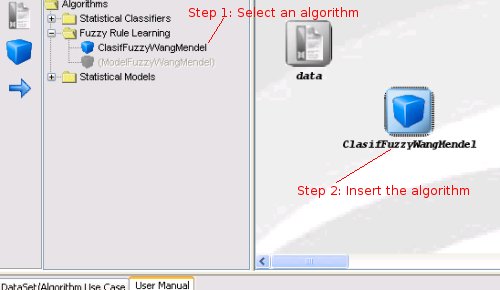 Algorithms
Step 1: Select an algorithm
Statistical Classifiers
Fuzzy Rule Learning
ClasifFuzzyWangMendel
(ModelFuzzyWangMendel)
Statistical Models
data
ClasifFuzzyWangMendel
Step 2: Insert the algorithm
DataSet/Algorithm Use Case
User Manual